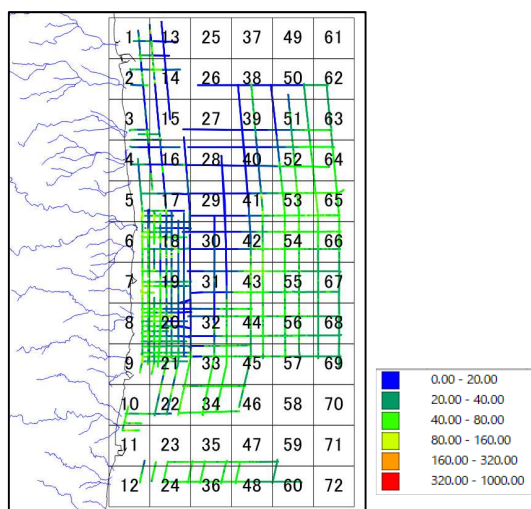 1 13 25 37 49 61
2 14 26 38 50 62
3 15 27 39 51 63
4 16 28 40 52 64
5 17 29 41 53 65
6 18 30 42 54 66
7 19 31 43 55 67
8 20 32 44 56 68
9 21 33 45 57 69
10 22 34 46 58 70
11 23 35 47 59 71
12 24 36 48 60 72
0.00 - 20.00
20.00 - 40.00
40.00 - 80.00
80.00 - 160.00
160.00 - 320.00
320.00 - 1000.00